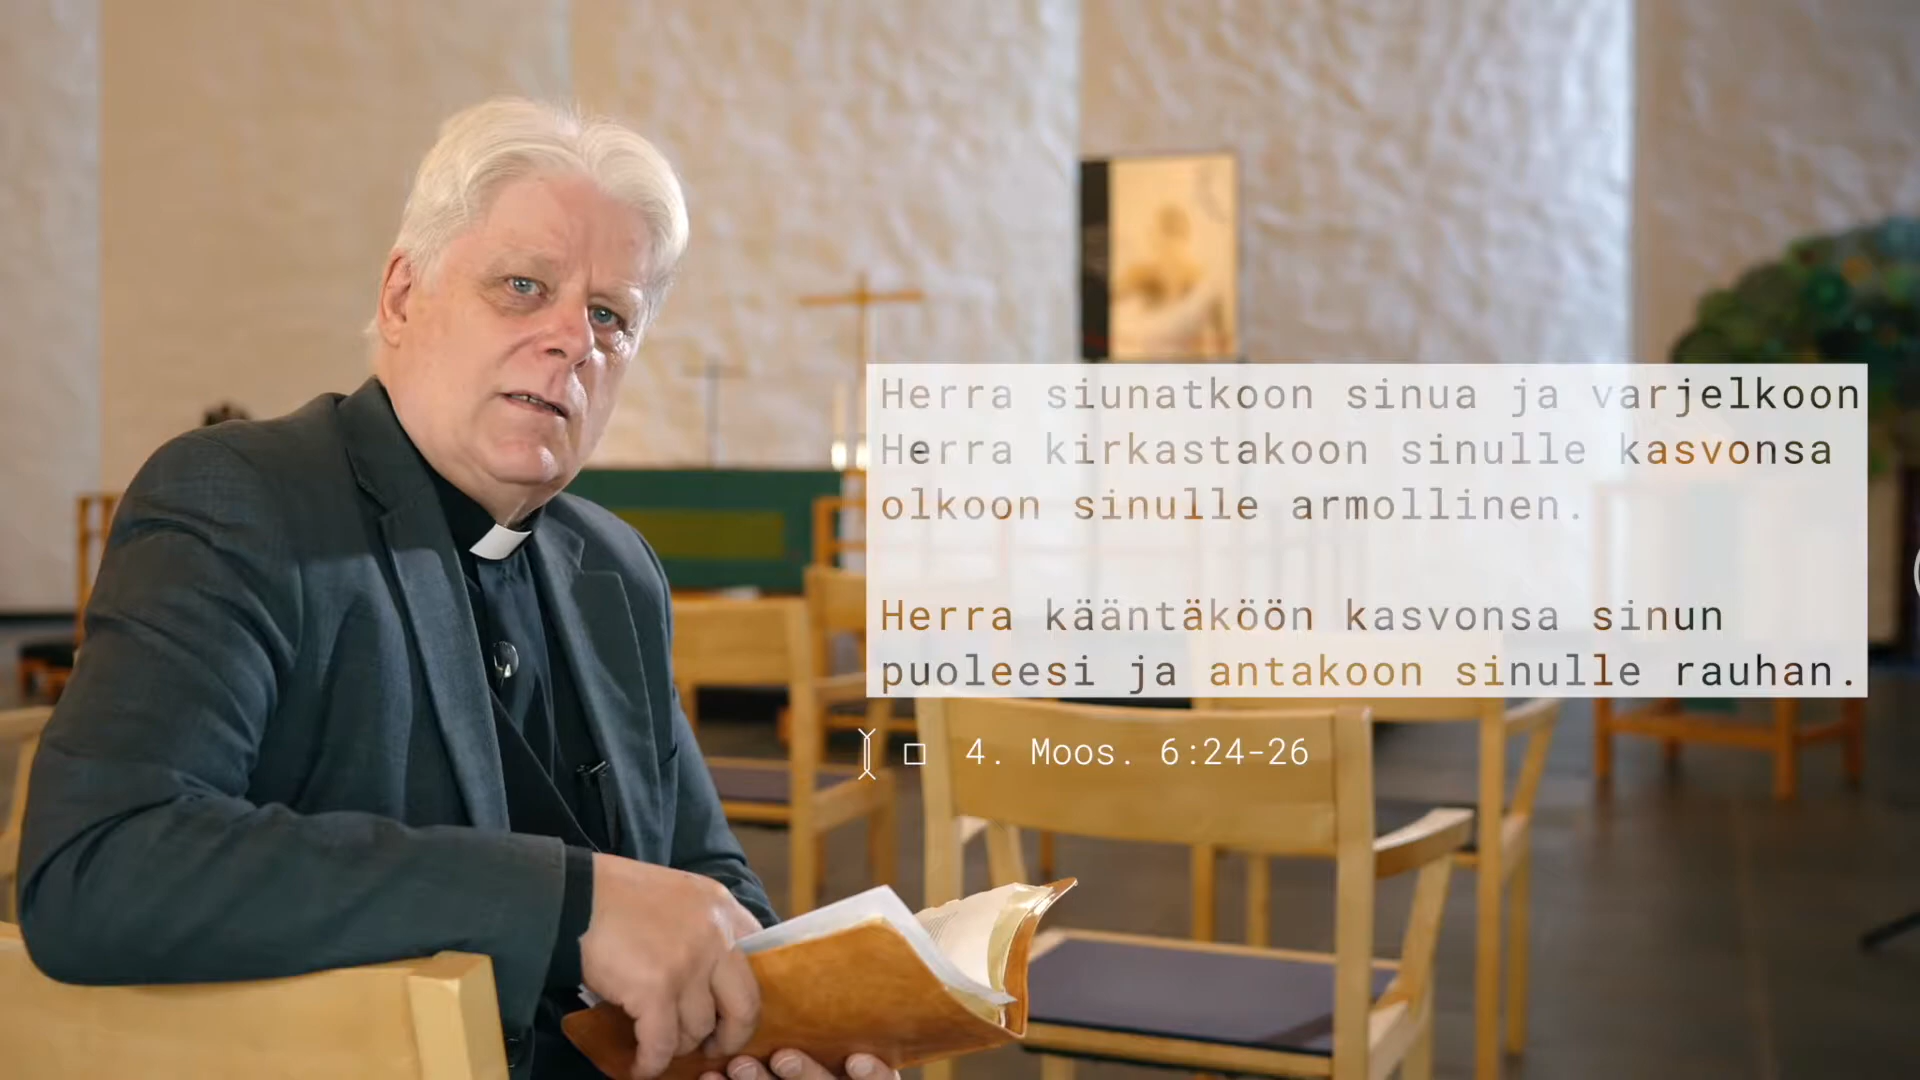 Herra siunatkoon sinua ja varjelkoon
Herra kirkastakoon sinulle kasvonsa
olkoon sinulle armollinen.
Herra kääntäköön kasvonsa sinun
puoleesi ja antakoon sinulle rauhan.
□ 4. Moos. 6:24-26